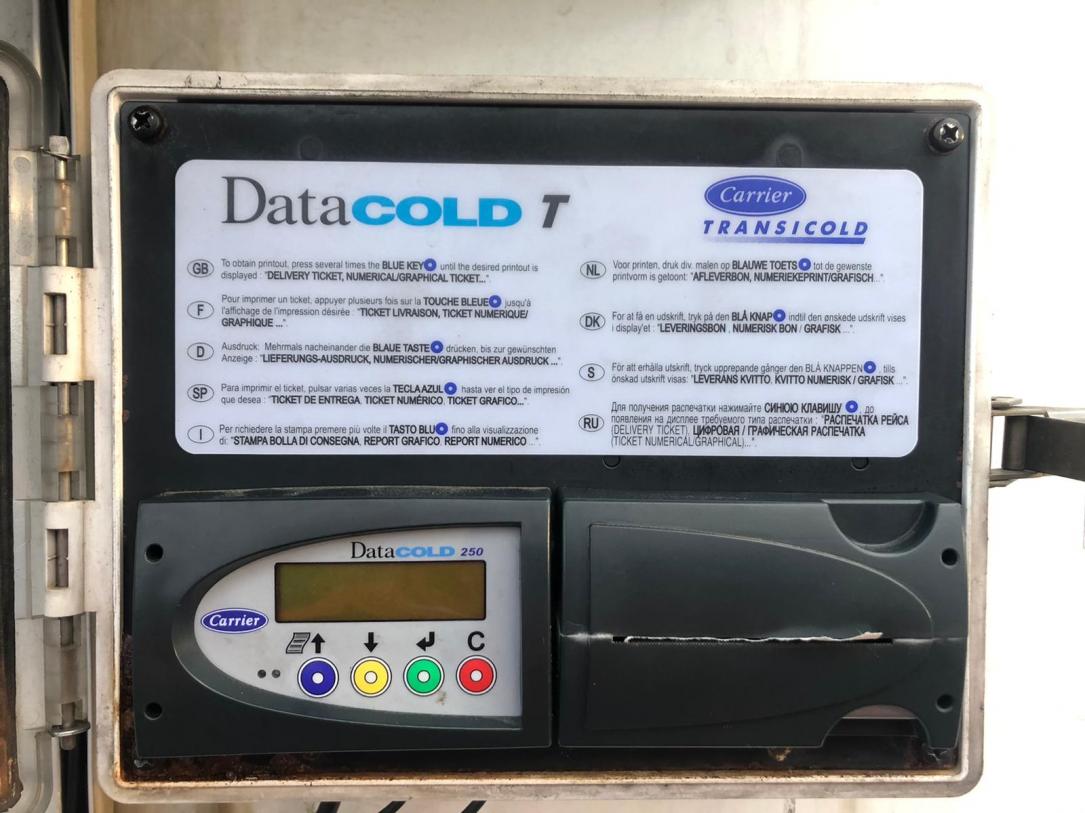 DataCOLD T
Carrier
TRANSICOLD
GB
To obtain printout, press several times the BLUE KEY until the desired printout is
displayed : "DELIVERY TICKET, NUMERICAL/GRAPHICAL TICKET...".
F
Pour imprimer un ticket, appuyer plusieurs fois sur la TOUCHE BLEUE jusqu'à
l'affichage de l'impression désirée : "TICKET LIVRAISON, TICKET NUMERIQUE/
GRAPHIQUE ...".
D
Ausdruck: Mehrmals nacheinander die BLAUE TASTE drücken, bis zur gewünschten
Anzeige : "LIEFERUNGS-AUSDRUCK, NUMERISCHER/GRAPHISCHER AUSDRUCK ...".
SP
Para imprimir el ticket, pulsar varias veces la TECLA AZUL hasta ver el tipo de impresión
que desea : "TICKET DE ENTREGA, TICKET NUMÉRICO, TICKET GRAFICO...".
I
Per richiedere la stampa premere più volte il TASTO BLU fino alla visualizzazione
di: "STAMPA BOLLA DI CONSEGNA, REPORT GRAFICO, REPORT NUMERICO ...".
NL
Voor printen, druk div. malen op BLAUWE TOETS tot de gewenste
printvorm is getoont: "AFLEVERBON, NUMERIEKEPRINT/GRAFISCH...".
DK
For at få en udskrift, tryk på den BLÅ KNAP indtil den ønskede udskrift vises
i display'et : "LEVERINGSBON , NUMERISK BON / GRAFISK ...".
S
För att erhålla utskrift, tryck upprepande gånger den BLÅ KNAPPEN tills
önskad utskrift visas: "LEVERANS KVITTO, KVITTO NUMERISK / GRAFISK ...".
RU
Для получения распечатки нажимайте СИНЮЮ КЛАВИШУ , до
появления на дисплее требуемого типа распечатки : "РАСПЕЧАТКА РЕЙСА
(DELIVERY TICKET), ЦИФРОВАЯ / ГРАФИЧЕСКАЯ РАСПЕЧАТКА
(TICKET NUMERICAL/GRAPHICAL)...".
DataCOLD 250
Carrier
C